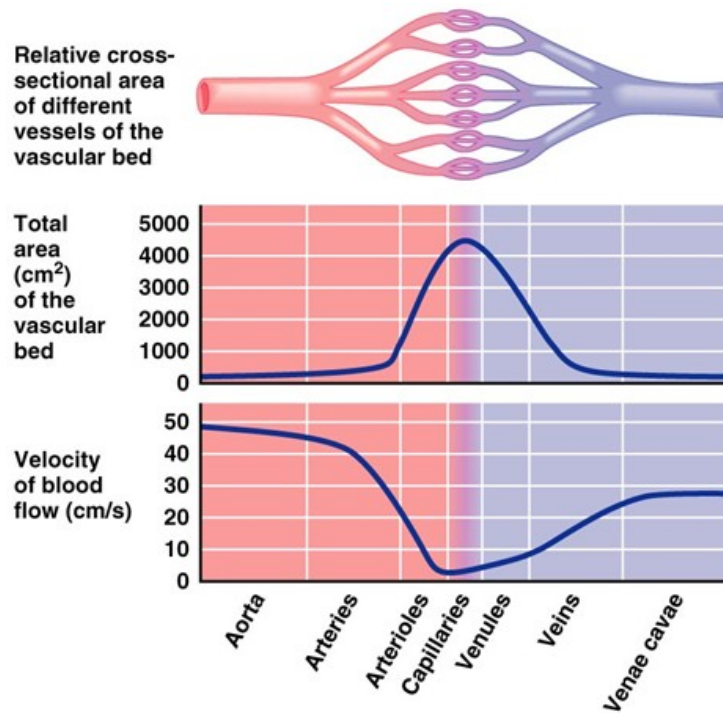 Relative cross-
sectional area
of different
vessels of the
vascular bed
Total
area
(cm²)
of the
vascular
bed
5000
4000
3000
2000
1000
0
Velocity
of blood
flow (cm/s)
50
40
30
20
10
0
Aorta
Arteries
Arterioles
Capillaries
Venules
Veins
Venae cavae